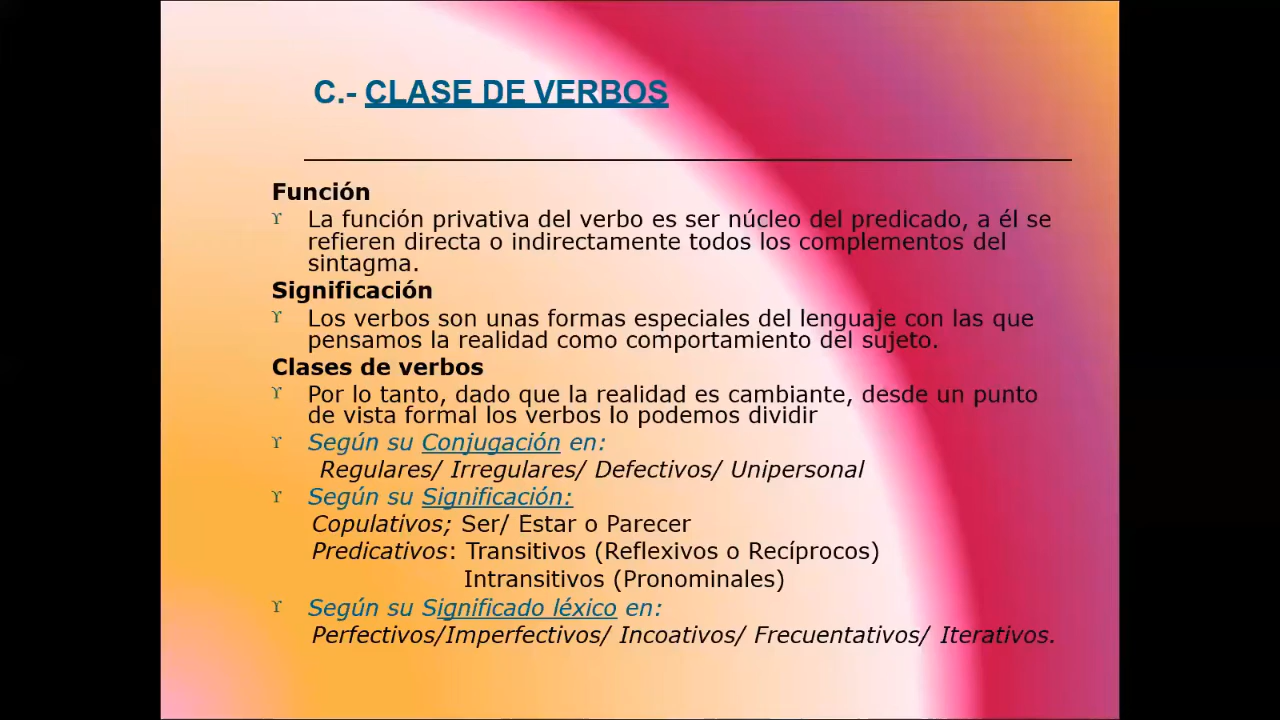 C.- CLASE DE VERBOS
Función
La función privativa del verbo es ser núcleo del predicado, a él se
refieren directa o indirectamente todos los complementos del
sintagma.
Significación
Los verbos son unas formas especiales del lenguaje con las que
pensamos la realidad como comportamiento del sujeto.
Clases de verbos
Por lo tanto, dado que la realidad es cambiante, desde un punto
de vista formal los verbos lo podemos dividir
Según su Conjugación en:
Regulares/ Irregulares/ Defectivos/ Unipersonal
Según su Significación:
Copulativos; Ser/ Estar o Parecer
Predicativos: Transitivos (Reflexivos o Recíprocos)
Intransitivos (Pronominales)
Según su Significado léxico en:
Perfectivos/Imperfectivos/ Incoativos/ Frecuentativos/ Iterativos.